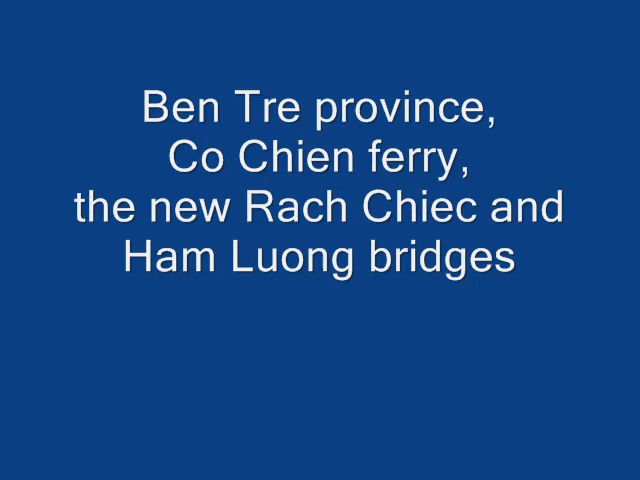 Ben Tre province,
Co Chien ferry,
the new Rach Chiec and
Ham Luong bridges